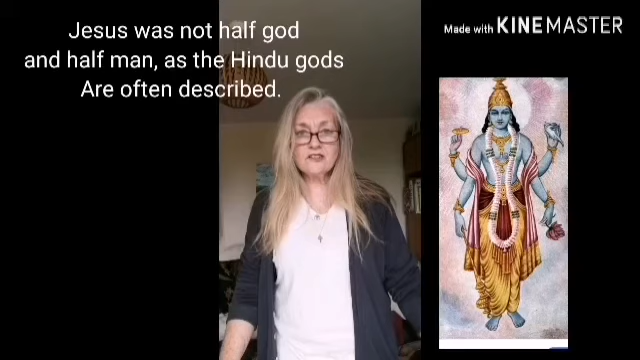 Jesus was not half god
and half man, as the Hindu gods
Are often described.
Made with KINEMASTER